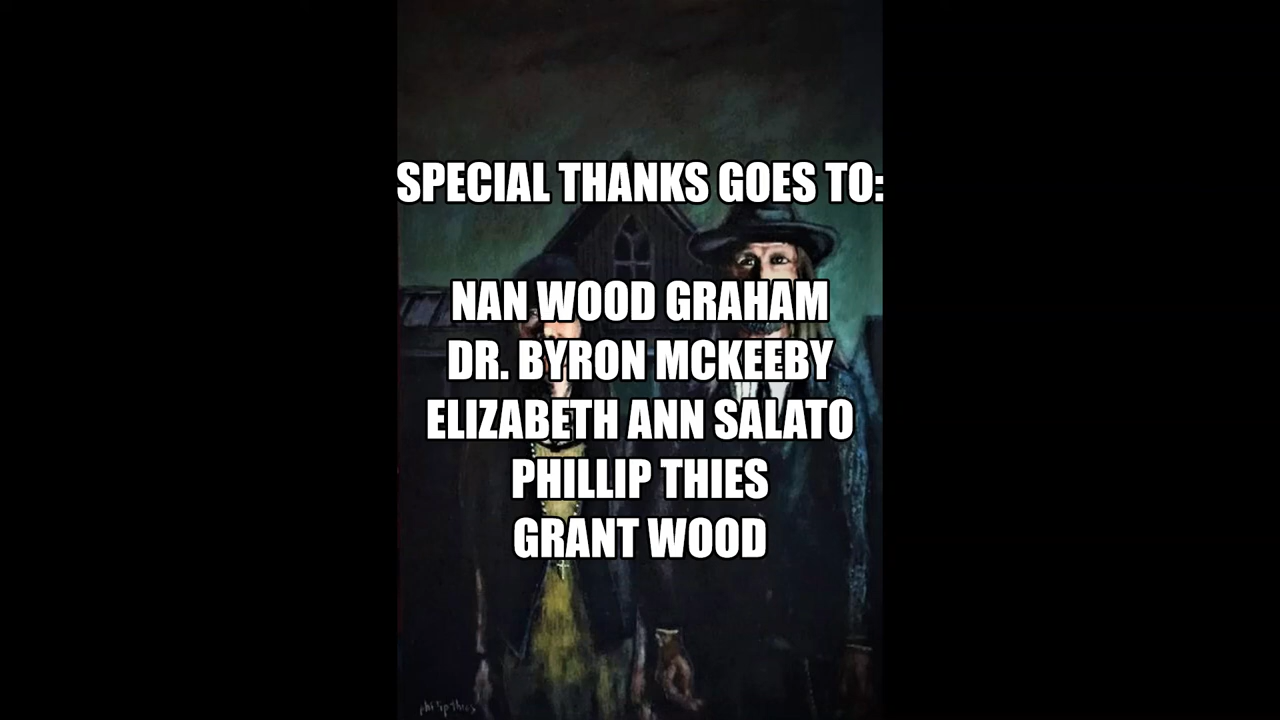 SPECIAL THANKS GOES TO:
NAN WOOD GRAHAM
DR. BYRON MCKEEBY
ELIZABETH ANN SALATO
PHILLIP THIES
GRANT WOOD